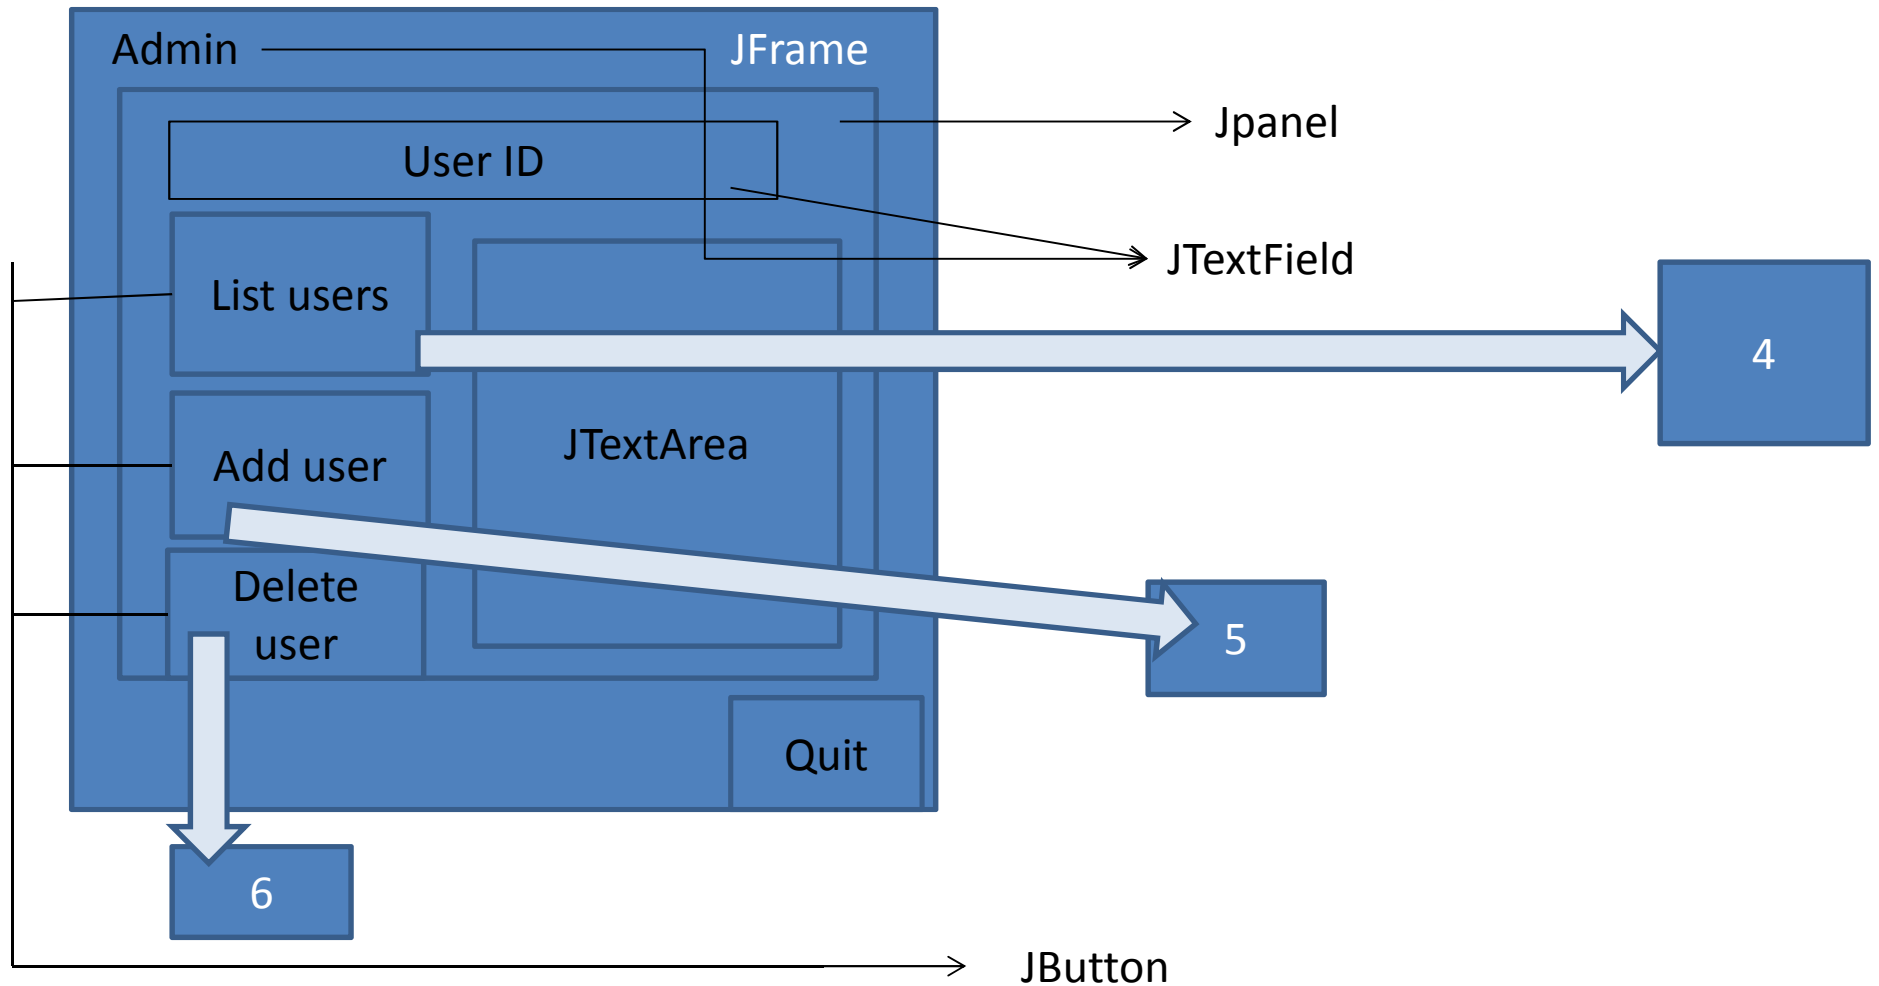 Admin
JFrame
Jpanel
User ID
JTextField
List users
4
JTextArea
Add user
Delete
user
5
Quit
6
JButton